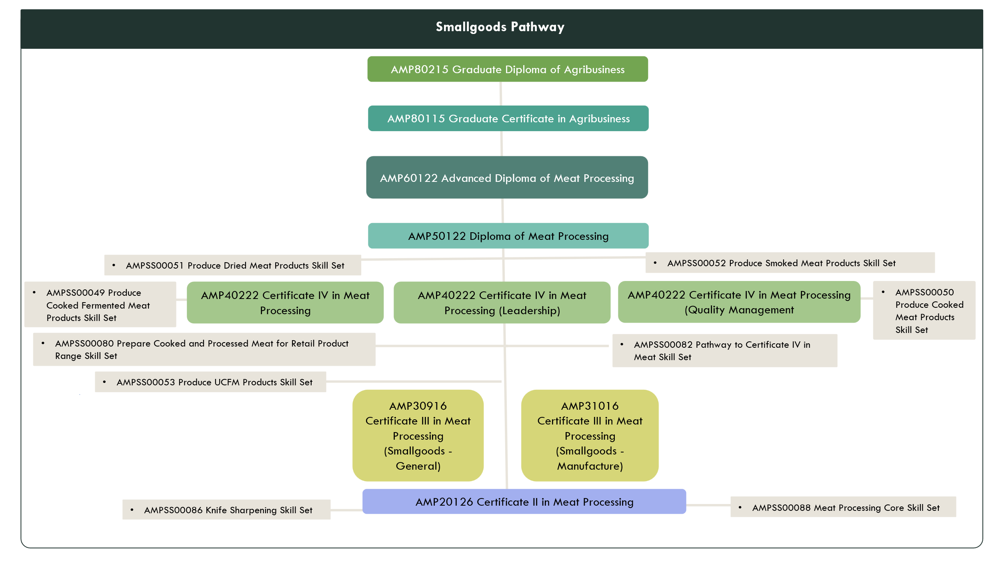 Smallgoods Pathway
AMP80215 Graduate Diploma of Agribusiness
AMP80115 Graduate Certificate in Agribusiness
AMP60122 Advanced Diploma of Meat Processing
AMP50122 Diploma of Meat Processing
• AMPSS00051 Produce Dried Meat Products Skill Set
• AMPSS00052 Produce Smoked Meat Products Skill Set
• AMPSS00049 Produce
Cooked Fermented Meat
Products Skill Set
AMP40222 Certificate IV in Meat
Processing
AMP40222 Certificate IV in Meat
Processing (Leadership)
AMP40222 Certificate IV in Meat Processing
(Quality Management
• AMPSS00050
Produce Cooked
Meat Products
Skill Set
• AMPSS00080 Prepare Cooked and Processed Meat for Retail Product
Range Skill Set
• AMPSS00082 Pathway to Certificate IV in
Meat Skill Set
• AMPSS00053 Produce UCFM Products Skill Set
AMP30916
Certificate III in Meat
Processing
(Smallgoods -
General)
AMP31016
Certificate III in Meat
Processing
(Smallgoods -
Manufacture)
AMP20126 Certificate II in Meat Processing
• AMPSS00086 Knife Sharpening Skill Set
• AMPSS00088 Meat Processing Core Skill Set